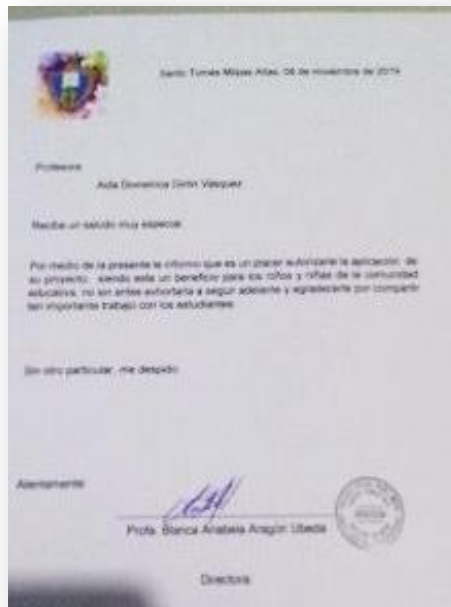 Santo Tomás Milpas Altas, 06 de noviembre de 2019
Profesora
Aida Domenica Girón Vásquez
Reciba un saludo muy especial
Por medio de la presente le informo que es un placer autorizarle la aplicación de
su proyecto siendo este un beneficio para los niños y niñas de la comunidad
educativa, no sin antes exhortarla a seguir adelante y agradecerle por compartir
tan importante trabajo con los estudiantes
Sin otro particular, me despido
Atentamente
Profa. Blanca Anabela Aragón Ubeda
Directora